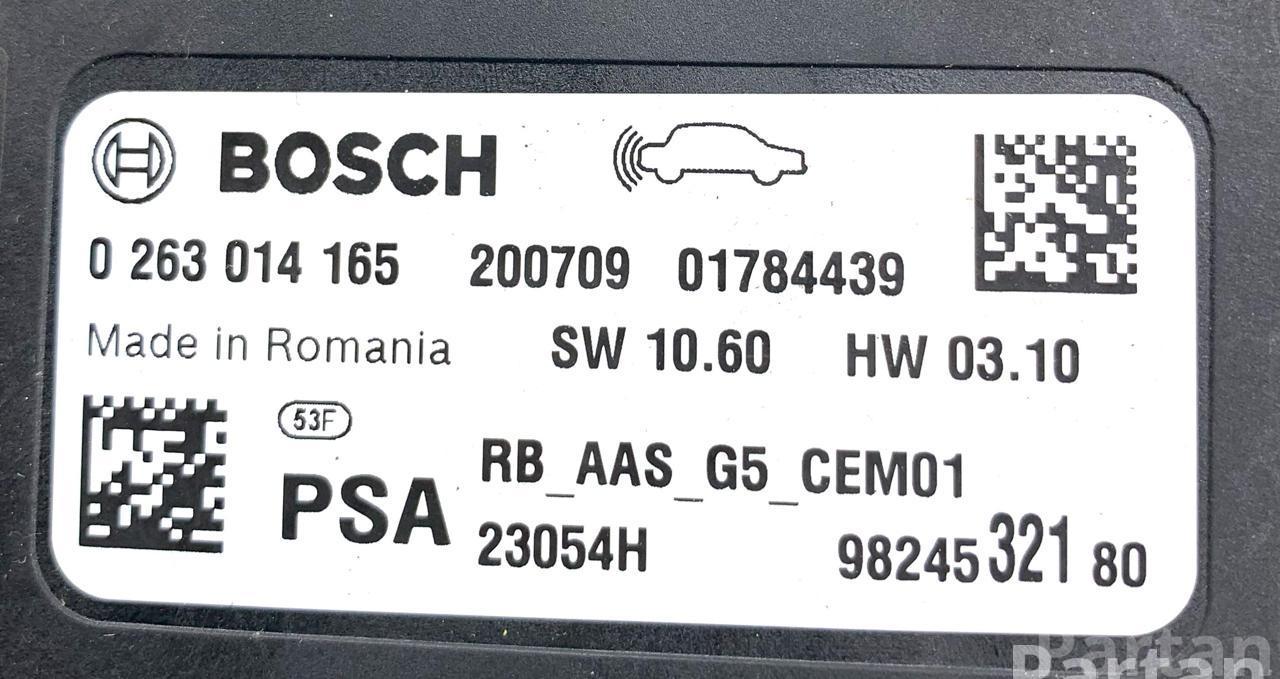 BOSCH
0 263 014 165 200709 01784439
Made in Romania SW 10.60 HW 03.10
53F
PSA RB_AAS_G5_CEM01
23054H 98245 321 80
Partan
Partan